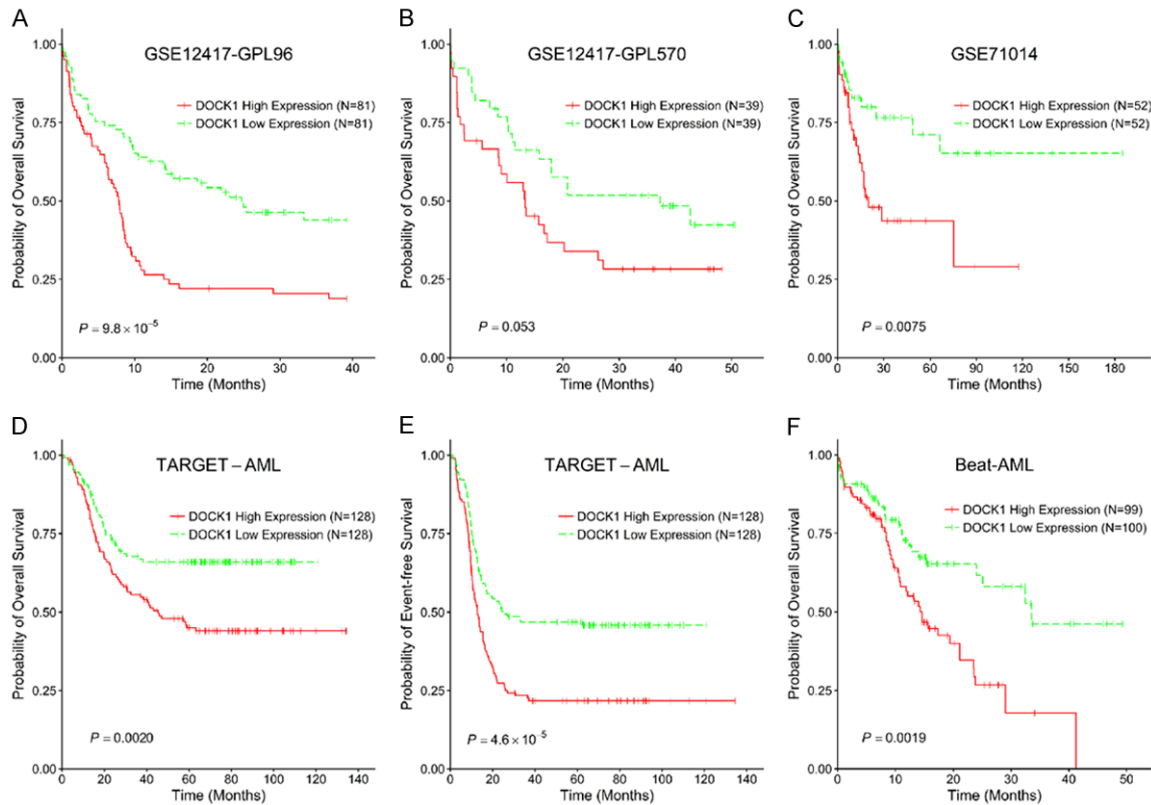 A
GSE12417-GPL96
DOCK1 High Expression (N=81)
DOCK1 Low Expression (N=81)
Probability of Overall Survival
1.00
0.75
0.50
0.25
0.00
P = 9.8 × 10⁻⁵
0 10 20 30 40
Time (Months)
B
GSE12417-GPL570
DOCK1 High Expression (N=39)
DOCK1 Low Expression (N=39)
Probability of Overall Survival
1.00
0.75
0.50
0.25
0.00
P = 0.053
0 10 20 30 40 50
Time (Months)
C
GSE71014
DOCK1 High Expression (N=52)
DOCK1 Low Expression (N=52)
Probability of Overall Survival
1.00
0.75
0.50
0.25
0.00
P = 0.0075
0 30 60 90 120 150 180
Time (Months)
D
TARGET – AML
DOCK1 High Expression (N=128)
DOCK1 Low Expression (N=128)
Probability of Overall Survival
1.00
0.75
0.50
0.25
0.00
P = 0.0020
0 20 40 60 80 100 120 140
Time (Months)
E
TARGET – AML
DOCK1 High Expression (N=128)
DOCK1 Low Expression (N=128)
Probability of Event-free Survival
1.00
0.75
0.50
0.25
0.00
P = 4.6 × 10⁻⁵
0 20 40 60 80 100 120 140
Time (Months)
F
Beat-AML
DOCK1 High Expression (N=99)
DOCK1 Low Expression (N=100)
Probability of Overall Survival
1.00
0.75
0.50
0.25
0.00
P = 0.0019
0 10 20 30 40 50
Time (Months)